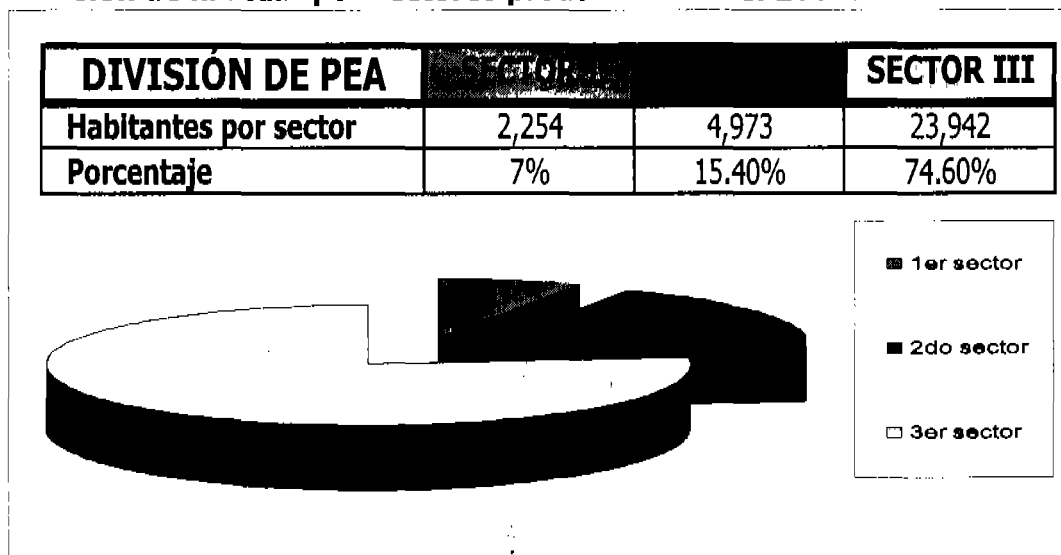 DIVISIÓN DE PEA SECTOR SECTOR III
Habitantes por sector 2,254 4,973 23,942
Porcentaje 7% 15.40% 74.60%
1er sector
2do sector
3er sector